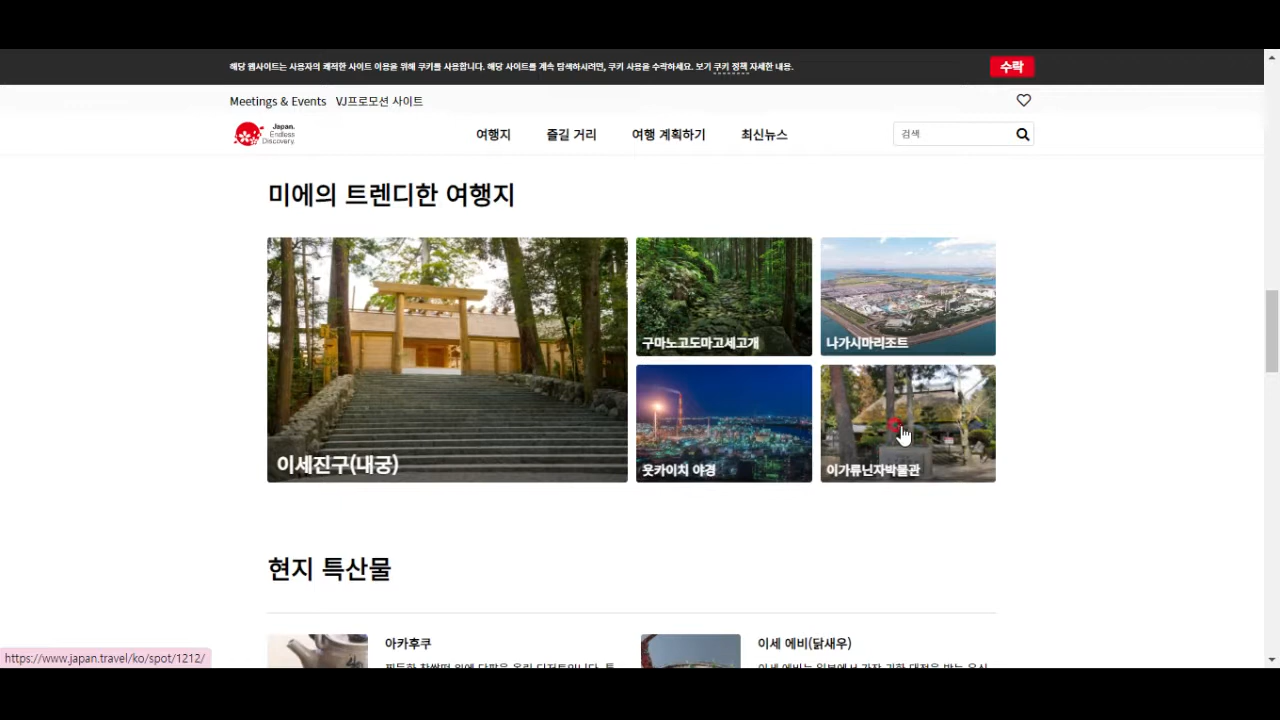 해당 웹사이트는 사용자의 쾌적한 사이트 이용을 위해 쿠키를 사용합니다. 해당 사이트를 계속 탐색하시려면, 쿠키 사용을 수락하세요. 보기 쿠키 정책 자세한 내용.
수락
Meetings & Events VJ프로모션 사이트
Japan.
Endless
Discovery.
여행지 즐길 거리 여행 계획하기 최신뉴스
검색
미에의 트렌디한 여행지
이세진구(내궁)
구마노고도마고세고개
나가시마리조트
욧카이치 야경
이가류닌자박물관
현지 특산물
아카후쿠
이세 에비(닭새우)
https://www.japan.travel/ko/spot/1212/